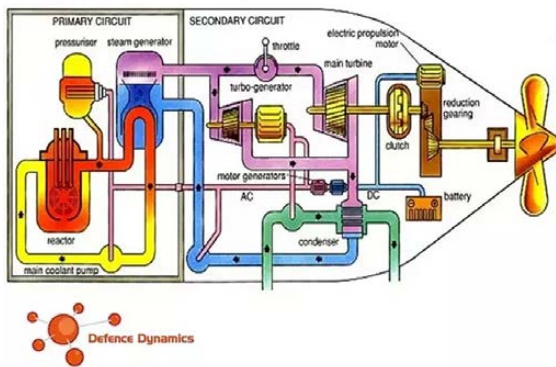 PRIMARY CIRCUIT
SECONDARY CIRCUIT
pressuriser
steam generator
throttle
electric propulsion
motor
main turbine
turbo-generator
reduction
gearing
clutch
motor generators
AC
DC
battery
reactor
condenser
main coolant pump
Defence Dynamics